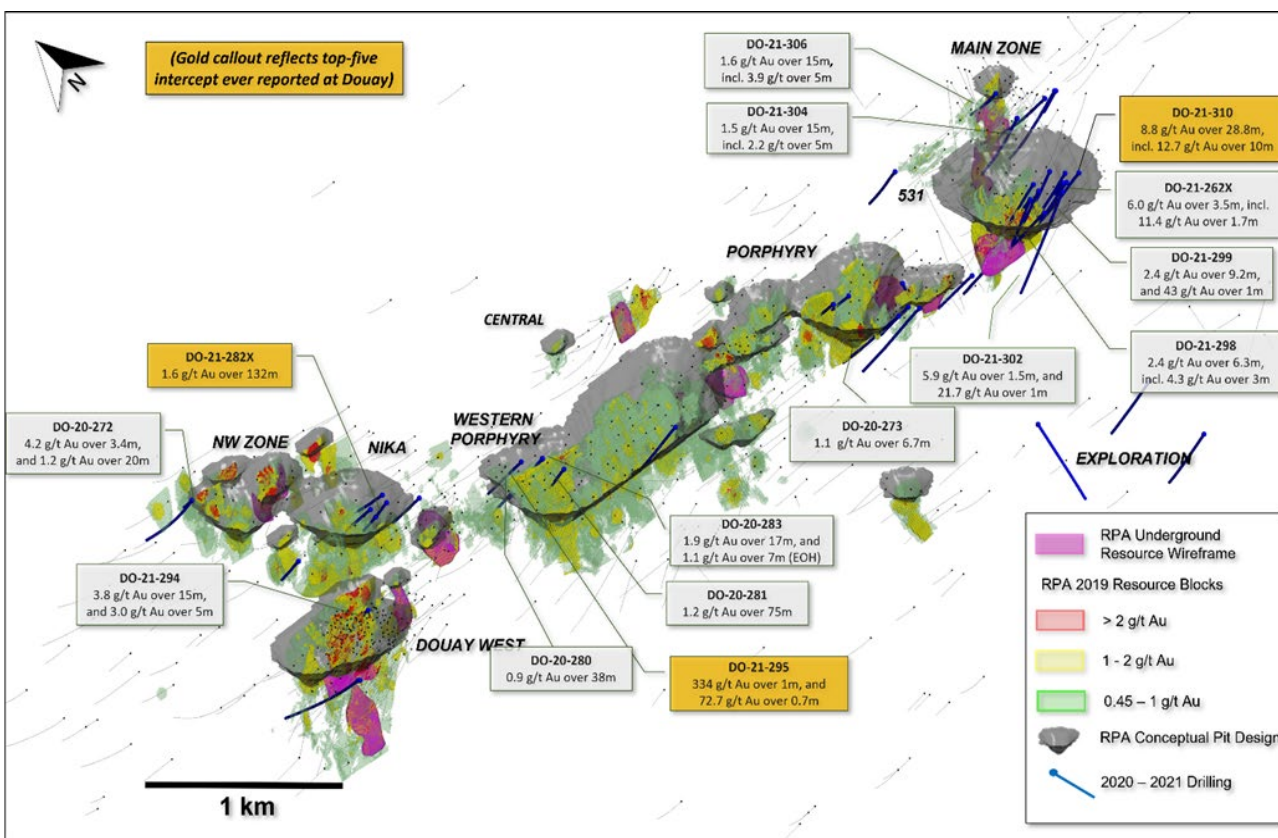 (Gold callout reflects top-five
intercept ever reported at Douay)
N
DO-21-306
1.6 g/t Au over 15m,
incl. 3.9 g/t over 5m
MAIN ZONE
DO-21-304
1.5 g/t Au over 15m,
incl. 2.2 g/t over 5m
DO-21-310
8.8 g/t Au over 28.8m,
incl. 12.7 g/t Au over 10m
531
DO-21-262X
6.0 g/t Au over 3.5m, incl.
11.4 g/t Au over 1.7m
PORPHYRY
DO-21-299
2.4 g/t Au over 9.2m,
and 43 g/t Au over 1m
CENTRAL
DO-21-298
2.4 g/t Au over 6.3m,
incl. 4.3 g/t Au over 3m
DO-21-302
5.9 g/t Au over 1.5m, and
21.7 g/t Au over 1m
DO-21-282X
1.6 g/t Au over 132m
DO-20-272
4.2 g/t Au over 3.4m,
and 1.2 g/t Au over 20m
NW ZONE
NIKA
WESTERN
PORPHYRY
DO-20-273
1.1 g/t Au over 6.7m
EXPLORATION
DO-20-283
1.9 g/t Au over 17m, and
1.1 g/t Au over 7m (EOH)
DO-21-294
3.8 g/t Au over 15m,
and 3.0 g/t Au over 5m
DO-20-281
1.2 g/t Au over 75m
DOUAY WEST
DO-20-280
0.9 g/t Au over 38m
DO-21-295
334 g/t Au over 1m, and
72.7 g/t Au over 0.7m
1 km
RPA Underground
Resource Wireframe
RPA 2019 Resource Blocks
> 2 g/t Au
1 - 2 g/t Au
0.45 – 1 g/t Au
RPA Conceptual Pit Design
2020 – 2021 Drilling